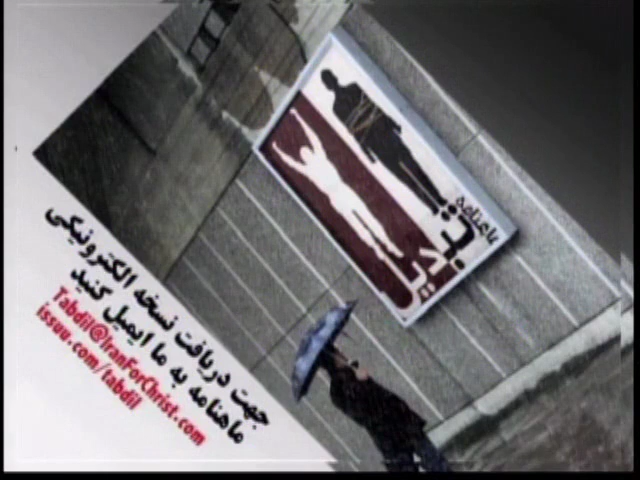 ماهنامه
تبدیل
جهت دریافت نسخه الکترونیکی
ماهنامه به ما ایمیل کنید
Tabdil@IranForChrist.com
issuu.com/tabdil